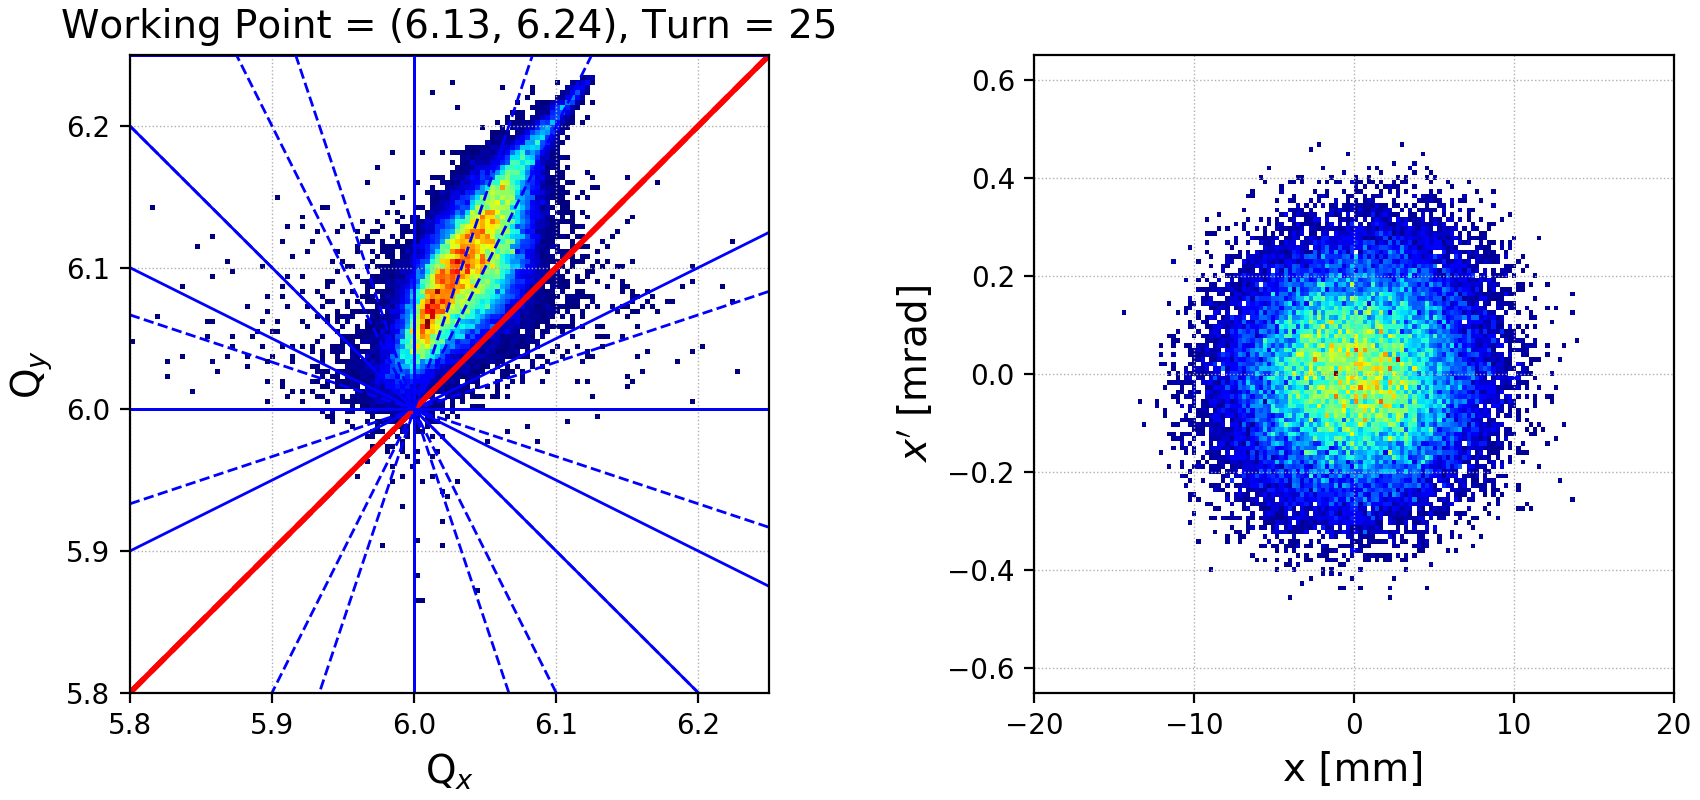 Working Point = (6.13, 6.24), Turn = 25
6.2
6.1
6.0
5.9
5.8
Qy
5.8 5.9 6.0 6.1 6.2
Qx
0.6
0.4
0.2
0.0
−0.2
−0.4
−0.6
x′ [mrad]
−20 −10 0 10 20
x [mm]